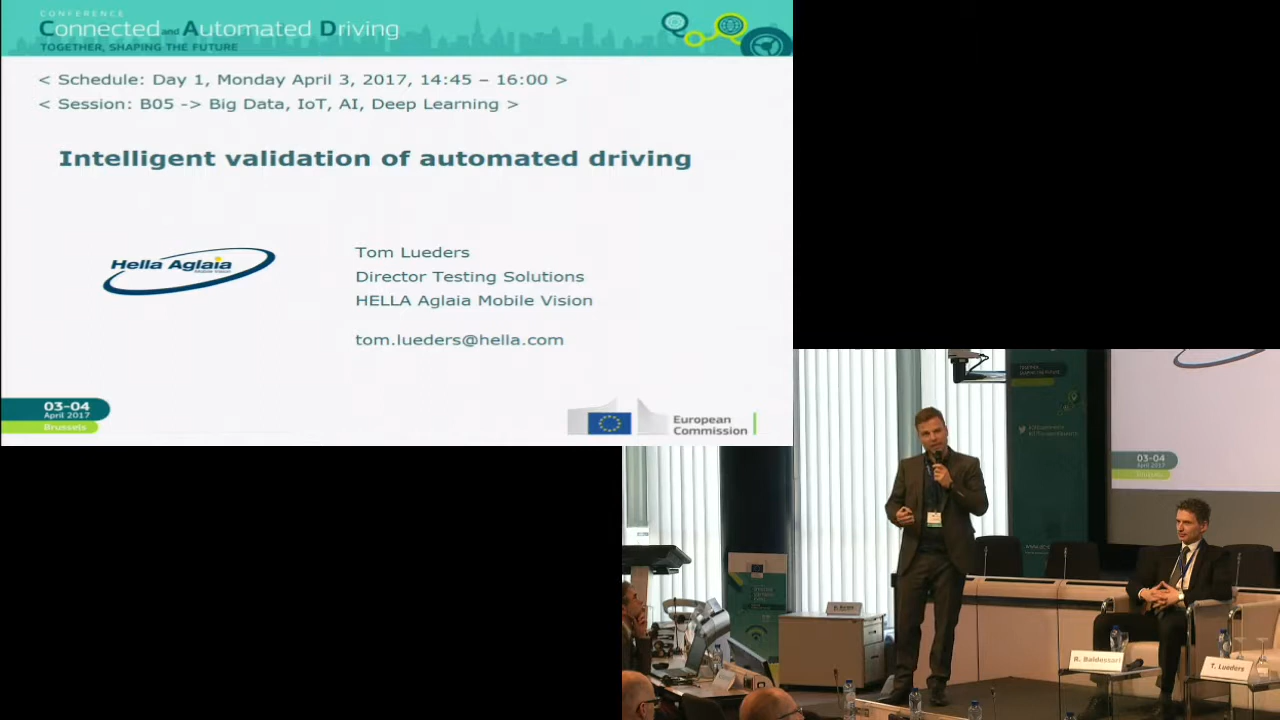 CONFERENCE
Connected and Automated Driving
TOGETHER, SHAPING THE FUTURE
< Schedule: Day 1, Monday April 3, 2017, 14:45 – 16:00 >
< Session: B05 -> Big Data, IoT, AI, Deep Learning >
Intelligent validation of automated driving
Hella Aglaia
Mobile Vision
Tom Lueders
Director Testing Solutions
HELLA Aglaia Mobile Vision
tom.lueders@hella.com
03-04
April 2017
Brussels
European
Commission
03-04
April 2017
Brussels
R. Baldessari
T. Lueders